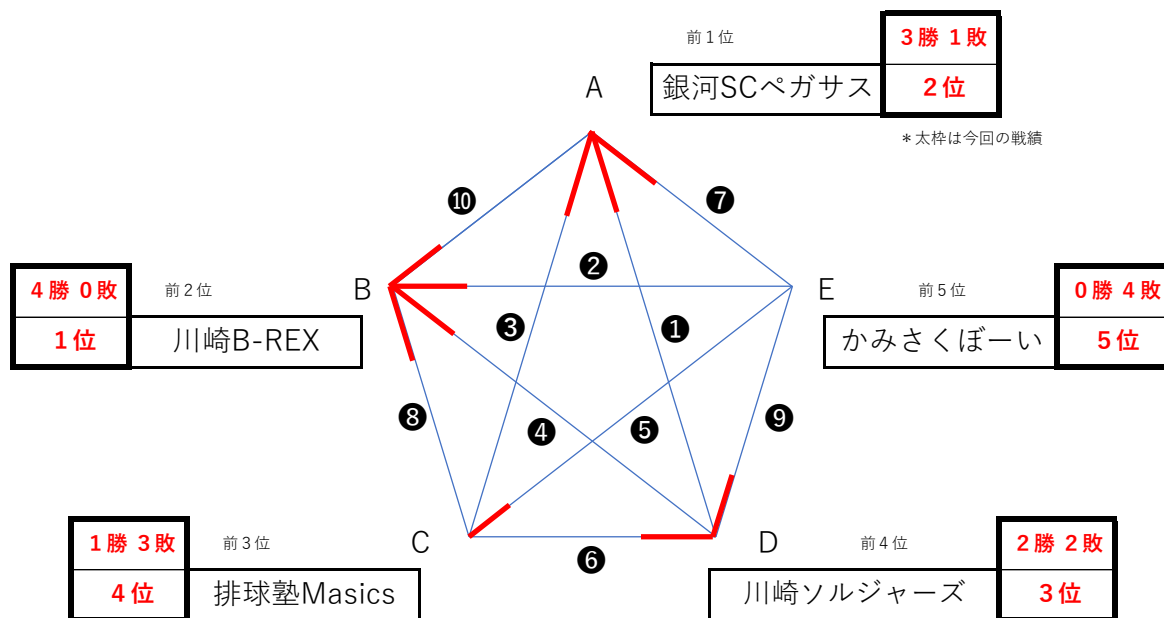 前１位
３勝 １敗
銀河SCペガサス
２位
A
＊太枠は今回の戦績
❿
❼
❷
４勝 ０敗
前２位
B
E
前５位
０勝 ４敗
１位
川崎B-REX
❸
❶
かみさくぼーい
５位
❽
❹
❺
❾
１勝 ３敗
前３位
C
❻
D
前４位
２勝 ２敗
４位
排球塾Masics
川崎ソルジャーズ
３位